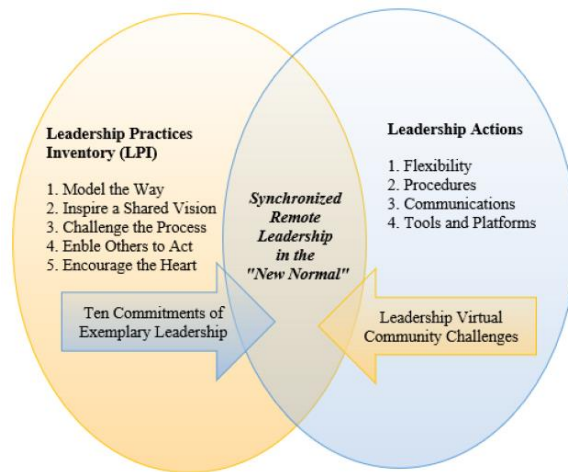 Leadership Practices
Inventory (LPI)
1. Model the Way
2. Inspire a Shared Vision
3. Challenge the Process
4. Enble Others to Act
5. Encourage the Heart
Ten Commitments of
Exemplary Leadership
Synchronized
Remote
Leadership
in the
"New Normal"
Leadership Actions
1. Flexibility
2. Procedures
3. Communications
4. Tools and Platforms
Leadership Virtual
Community Challenges